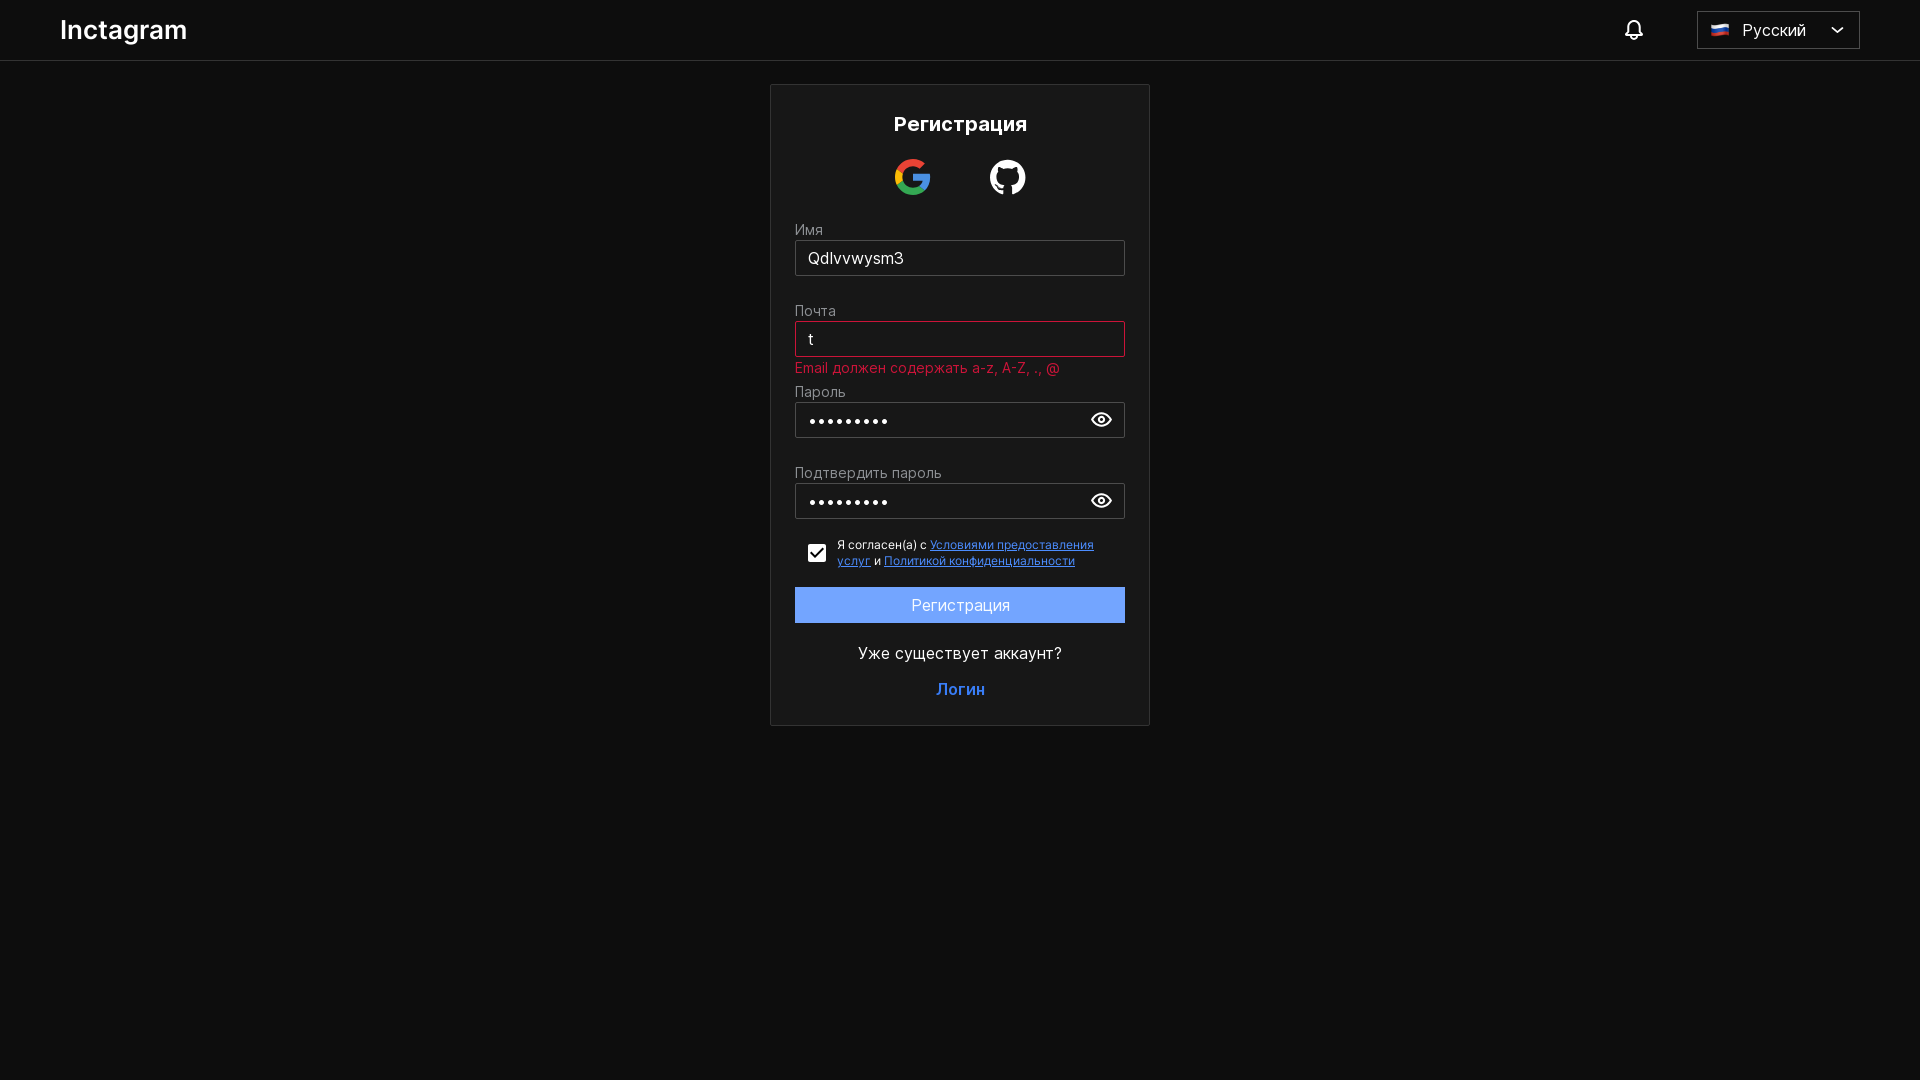 Inctagram
Русский
Регистрация
Имя
Qdlvvwysm3
Почта
t
Email должен содержать a-z, A-Z, ., @
Пароль
•••••••••
Подтвердить пароль
•••••••••
Я согласен(а) с Условиями предоставления
услуг и Политикой конфиденциальности
Регистрация
Уже существует аккаунт?
Логин